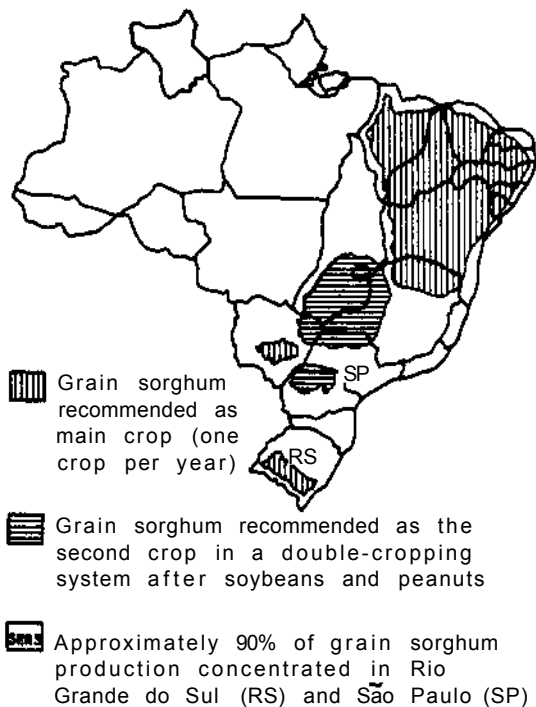 SP
RS
Grain sorghum
recommended as
main crop (one
crop per year)
Grain sorghum recommended as the
second crop in a double-cropping
system after soybeans and peanuts
Approximately 90% of grain sorghum
production concentrated in Rio
Grande do Sul (RS) and São Paulo (SP)